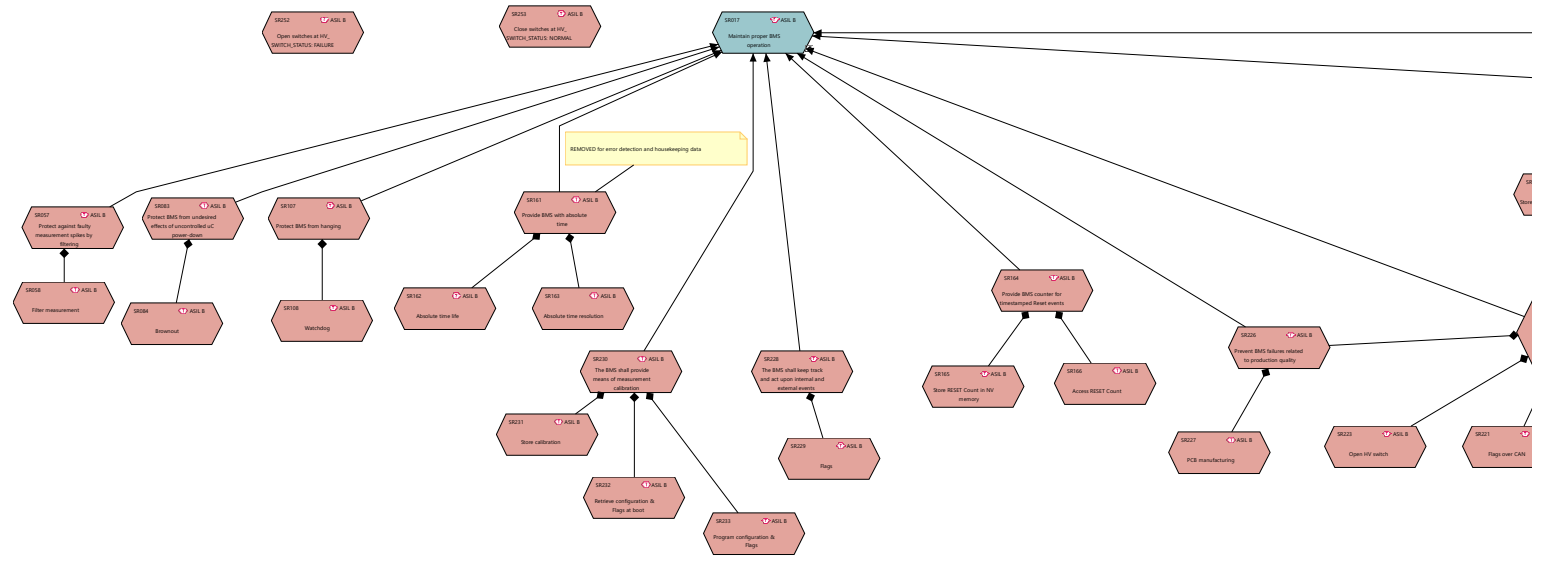 SR252 T ASIL B
Open switches at HV_
SWITCH_STATUS: FAILURE
SR253 T ASIL B
Close switches at HV_
SWITCH_STATUS: NORMAL
SR017 T ASIL B
Maintain proper BMS
operation
REMOVED for error detection and housekeeping data
SR057 T ASIL B
Protect against faulty
measurement spikes by
filtering
SR083 T ASIL B
Protect BMS from undesired
effects of uncontrolled uC
power-down
SR107 T ASIL B
Protect BMS from hanging
SR161 T ASIL B
Provide BMS with absolute
time
SR058 T ASIL B
Filter measurement
SR084 T ASIL B
Brownout
SR108 T ASIL B
Watchdog
SR162 T ASIL B
Absolute time life
SR163 T ASIL B
Absolute time resolution
SR164 T ASIL B
Provide BMS counter for
timestamped Reset events
SR230 T ASIL B
The BMS shall provide
means of measurement
calibration
SR228 T ASIL B
The BMS shall keep track
and act upon internal and
external events
SR165 T ASIL B
Store RESET Count in NV
memory
SR166 T ASIL B
Access RESET Count
SR226 T ASIL B
Prevent BMS failures related
to production quality
SR231 T ASIL B
Store calibration
SR229 T ASIL B
Flags
SR227 T ASIL B
PCB manufacturing
SR223 T ASIL B
Open HV switch
SR221 T
Flags over CAN
SR232 T ASIL B
Retrieve configuration &
Flags at boot
SR233 T ASIL B
Program configuration &
Flags